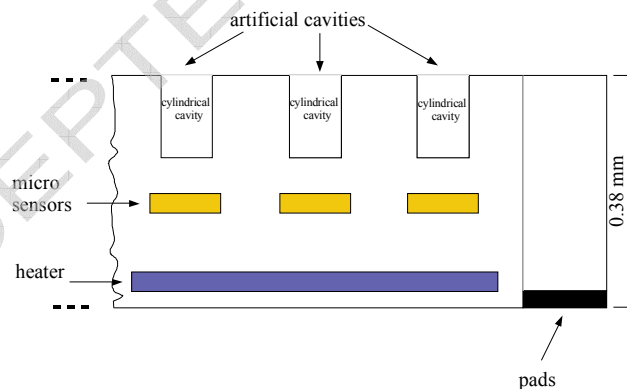 artificial cavities
cylindrical
cavity
cylindrical
cavity
cylindrical
cavity
micro
sensors
heater
0.38 mm
pads